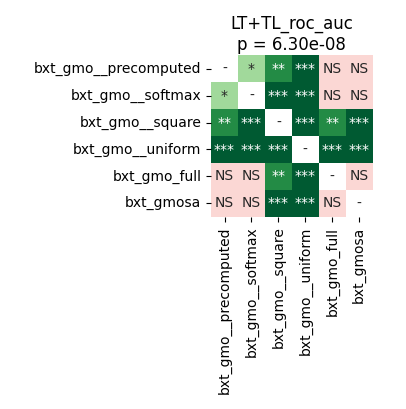 LT+TL_roc_auc
p = 6.30e-08
bxt_gmo__precomputed - * ** *** NS NS
bxt_gmo__softmax * - *** *** NS NS
bxt_gmo__square ** *** - *** ** ***
bxt_gmo__uniform *** *** *** - *** ***
bxt_gmo_full NS NS ** *** - NS
bxt_gmosa NS NS *** *** NS -
bxt_gmo__precomputed
bxt_gmo__softmax
bxt_gmo__square
bxt_gmo__uniform
bxt_gmo_full
bxt_gmosa